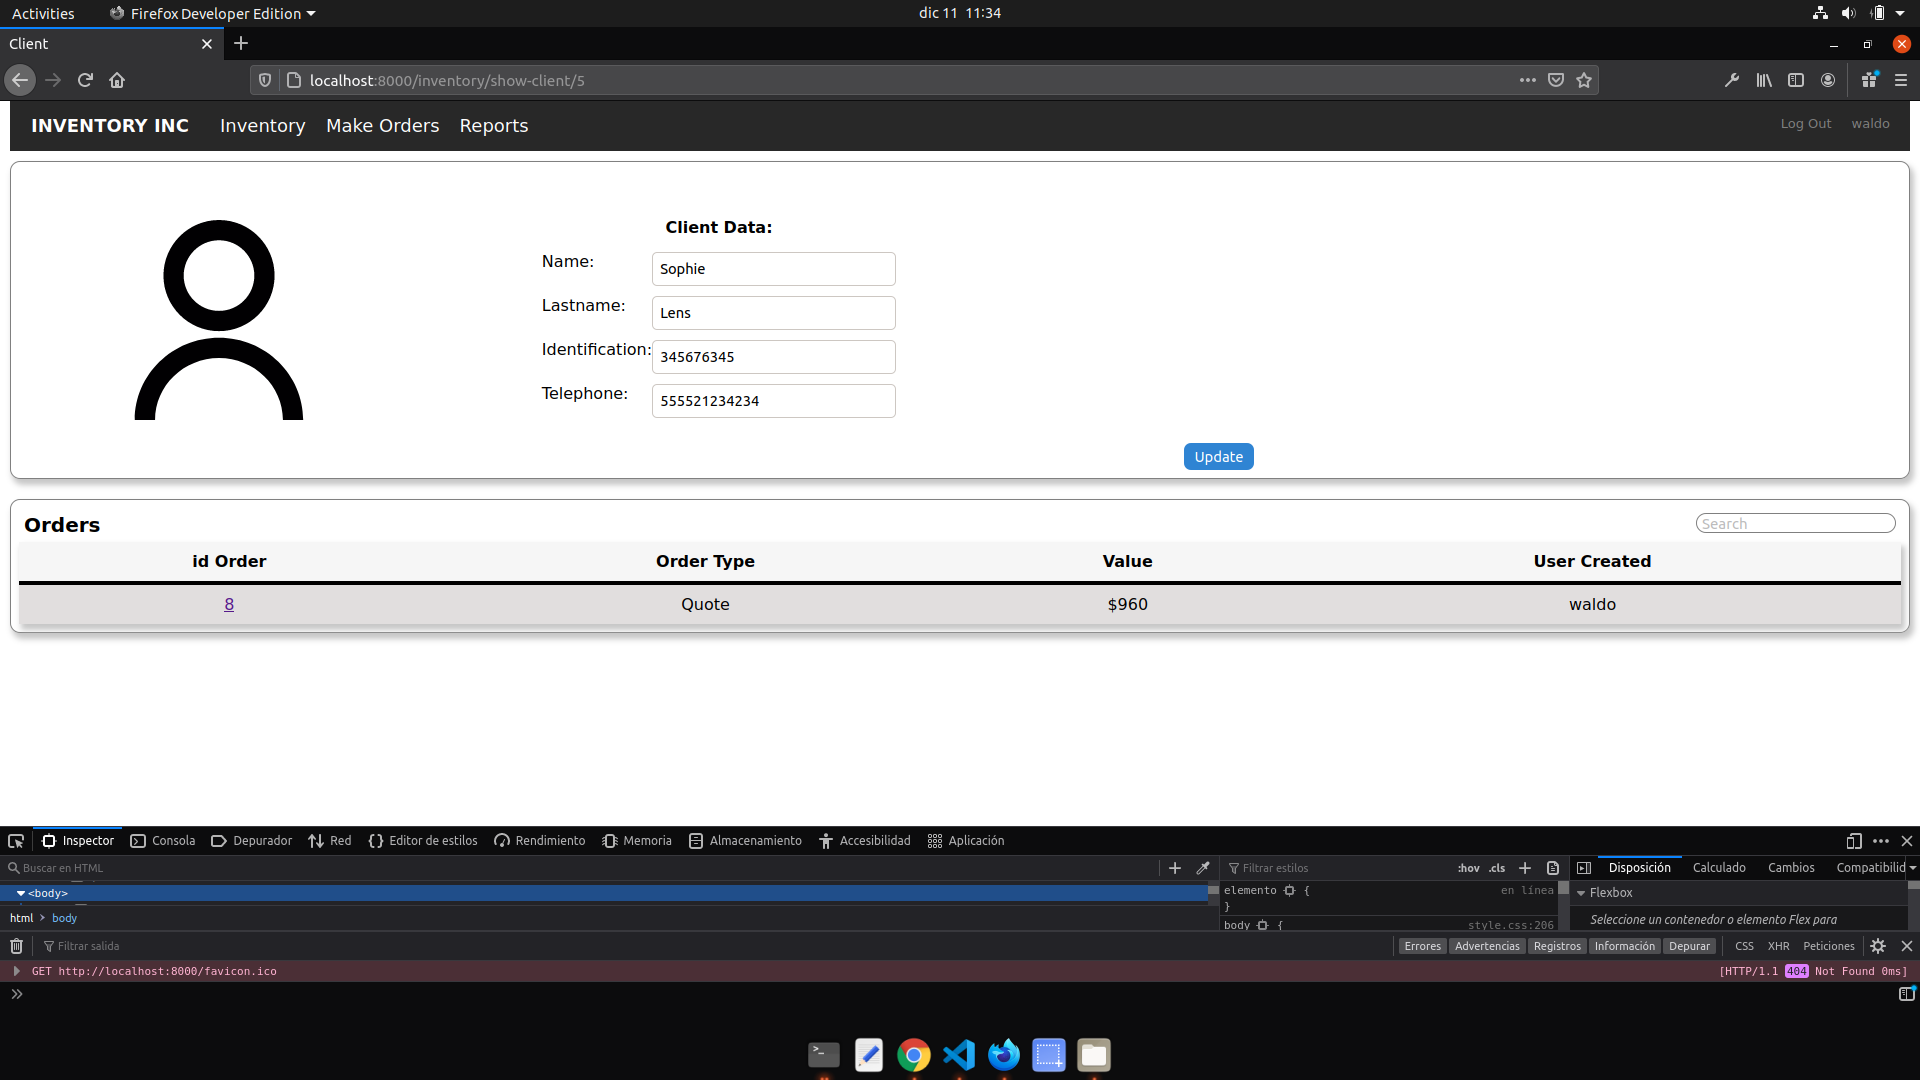 Activities Firefox Developer Edition dic 11 11:34
Client
localhost:8000/inventory/show-client/5
INVENTORY INC Inventory Make Orders Reports Log Out waldo
Client Data:
Name: Sophie
Lastname: Lens
Identification: 345676345
Telephone: 555521234234
Update
Orders Search
id Order Order Type Value User Created
8 Quote $960 waldo
Inspector Consola Depurador Red Editor de estilos Rendimiento Memoria Almacenamiento Accesibilidad Aplicación
Buscar en HTML Filtrar estilos :hov .cls Disposición Calculado Cambios Compatibilid
<body> elemento { en línea Flexbox
}
html > body body { style.css:206 Seleccione un contenedor o elemento Flex para
Filtrar salida Errores Advertencias Registros Información Depurar CSS XHR Peticiones
GET http://localhost:8000/favicon.ico [HTTP/1.1 404 Not Found 0ms]